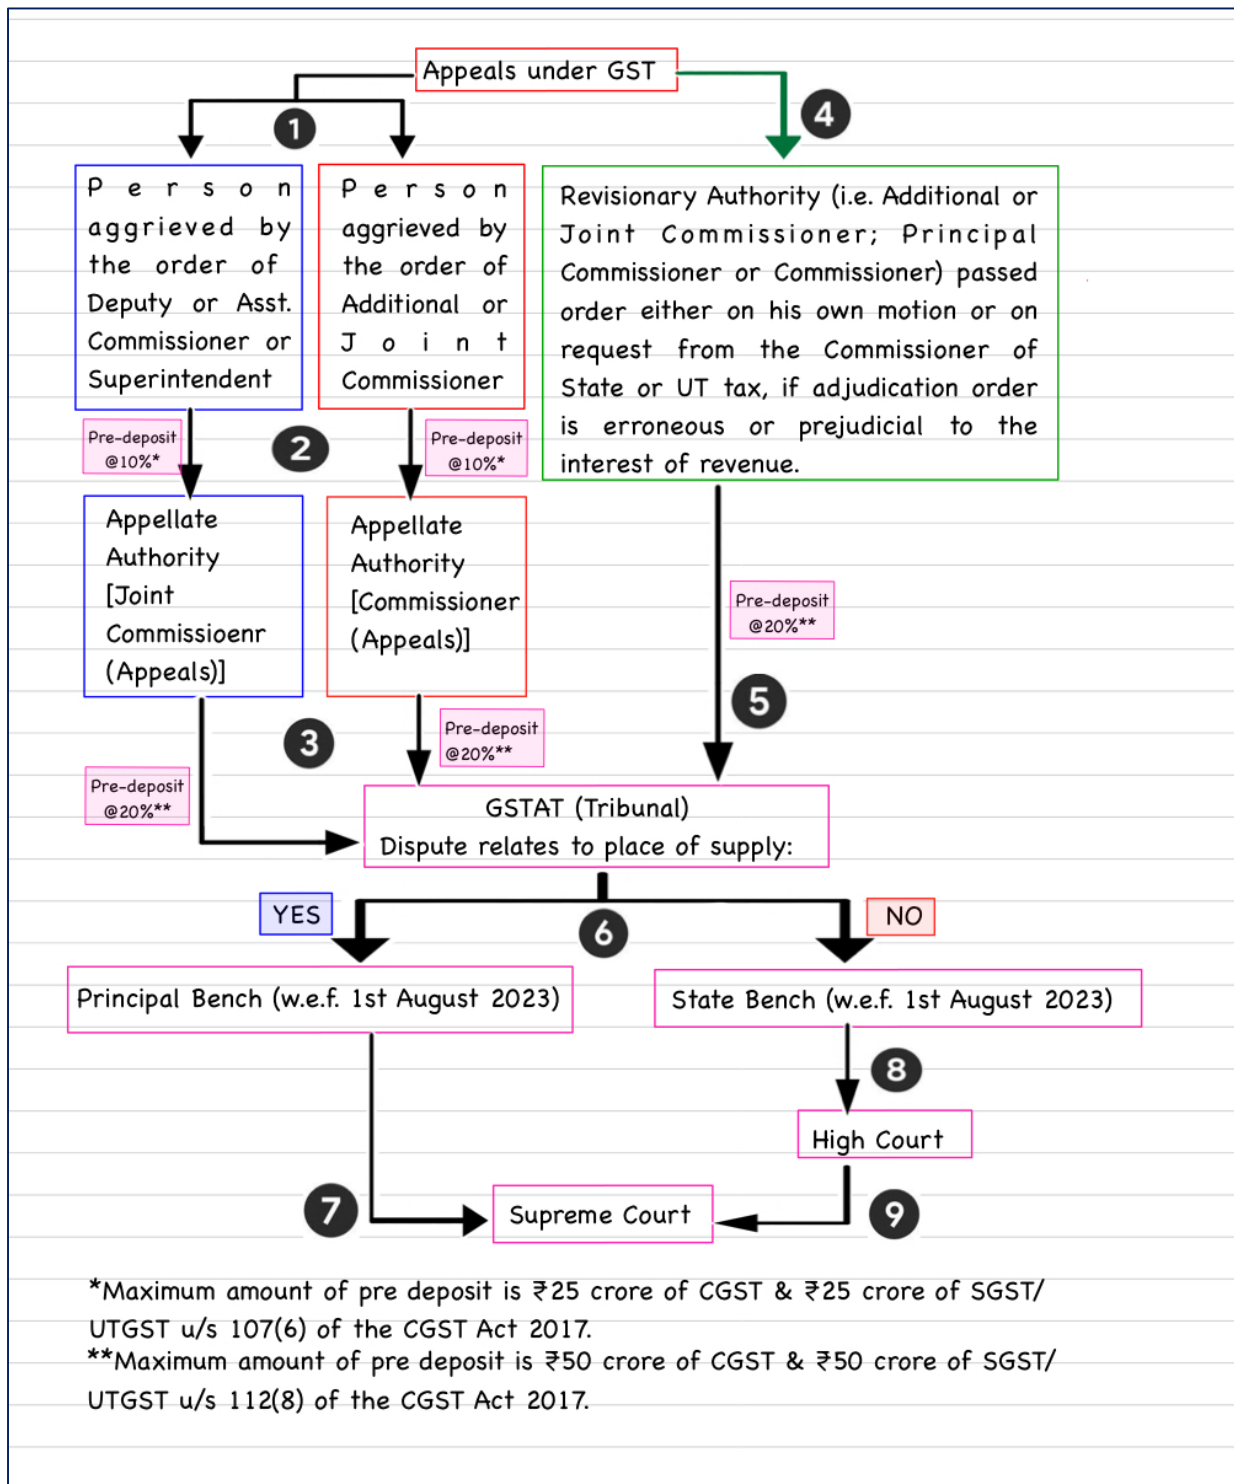 Appeals under GST
1
4
Person
aggrieved by
the order of
Deputy or Asst.
Commissioner or
Superintendent
Person
aggrieved by
the order of
Additional or
Joint
Commissioner
Revisionary Authority (i.e. Additional or
Joint Commissioner; Principal
Commissioner or Commissioner) passed
order either on his own motion or on
request from the Commissioner of
State or UT tax, if adjudication order
is erroneous or prejudicial to the
interest of revenue.
Pre-deposit
@10%*
2
Pre-deposit
@10%*
Appellate
Authority
[Joint
Commissioenr
(Appeals)]
Appellate
Authority
[Commissioner
(Appeals)]
Pre-deposit
@20%**
5
3
Pre-deposit
@20%**
Pre-deposit
@20%**
GSTAT (Tribunal)
Dispute relates to place of supply:
YES
6
NO
Principal Bench (w.e.f. 1st August 2023)
State Bench (w.e.f. 1st August 2023)
8
High Court
7
Supreme Court
9
*Maximum amount of pre deposit is ₹25 crore of CGST & ₹25 crore of SGST/
UTGST u/s 107(6) of the CGST Act 2017.
**Maximum amount of pre deposit is ₹50 crore of CGST & ₹50 crore of SGST/
UTGST u/s 112(8) of the CGST Act 2017.